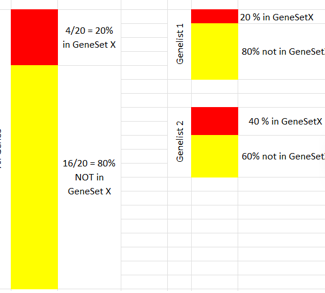 4/20 = 20%
in GeneSet X
16/20 = 80%
NOT in
GeneSet X
Genelist 1
20 % in GeneSetX
80% not in GeneSet
Genelist 2
40 % in GeneSetX
60% not in GeneSet